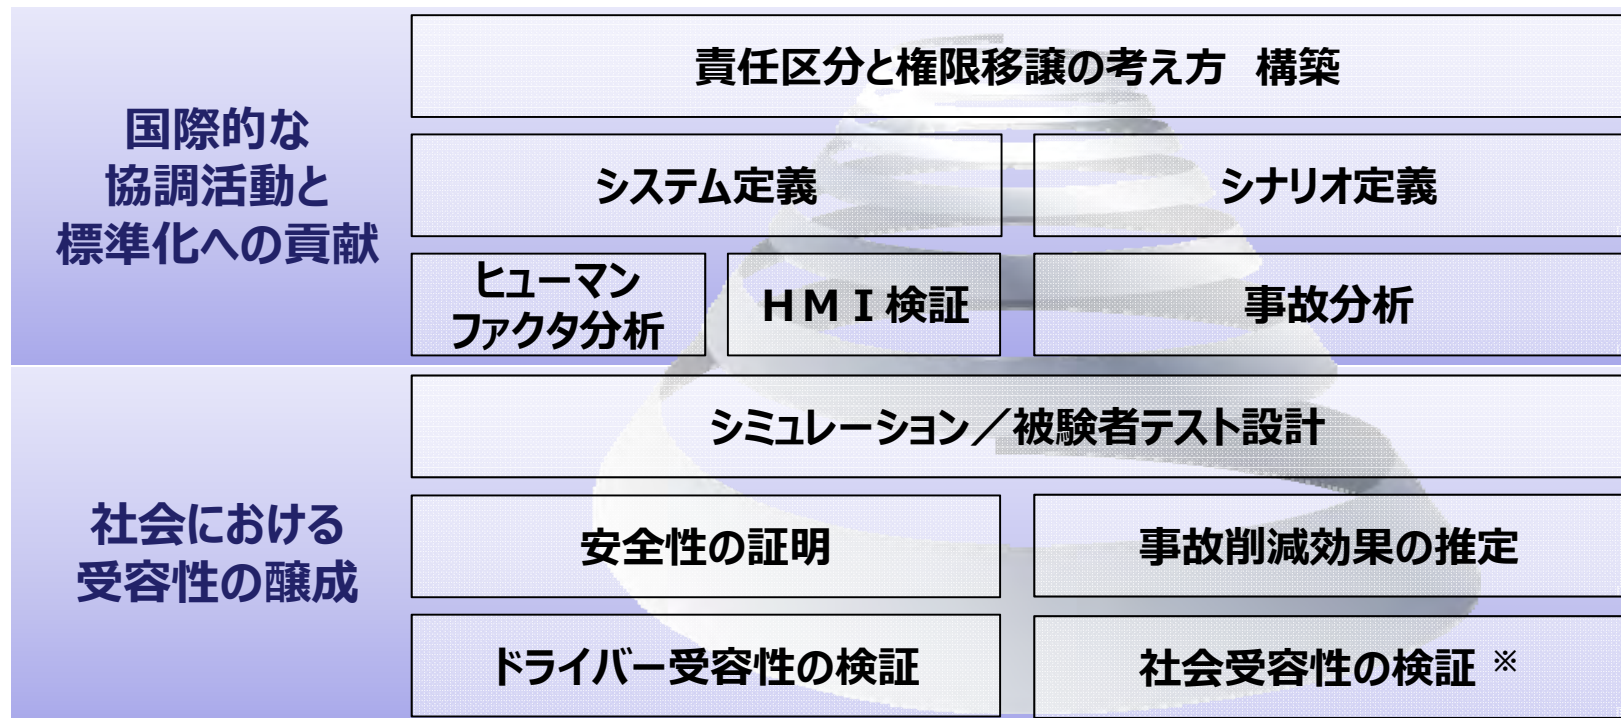 国際的な
協調活動と
標準化への貢献
責任区分と権限移譲の考え方　構築
システム定義
シナリオ定義
ヒューマン
ファクタ分析
ＨＭＩ検証
事故分析
社会における
受容性の醸成
シミュレーション／被験者テスト設計
安全性の証明
事故削減効果の推定
ドライバー受容性の検証
社会受容性の検証 ※